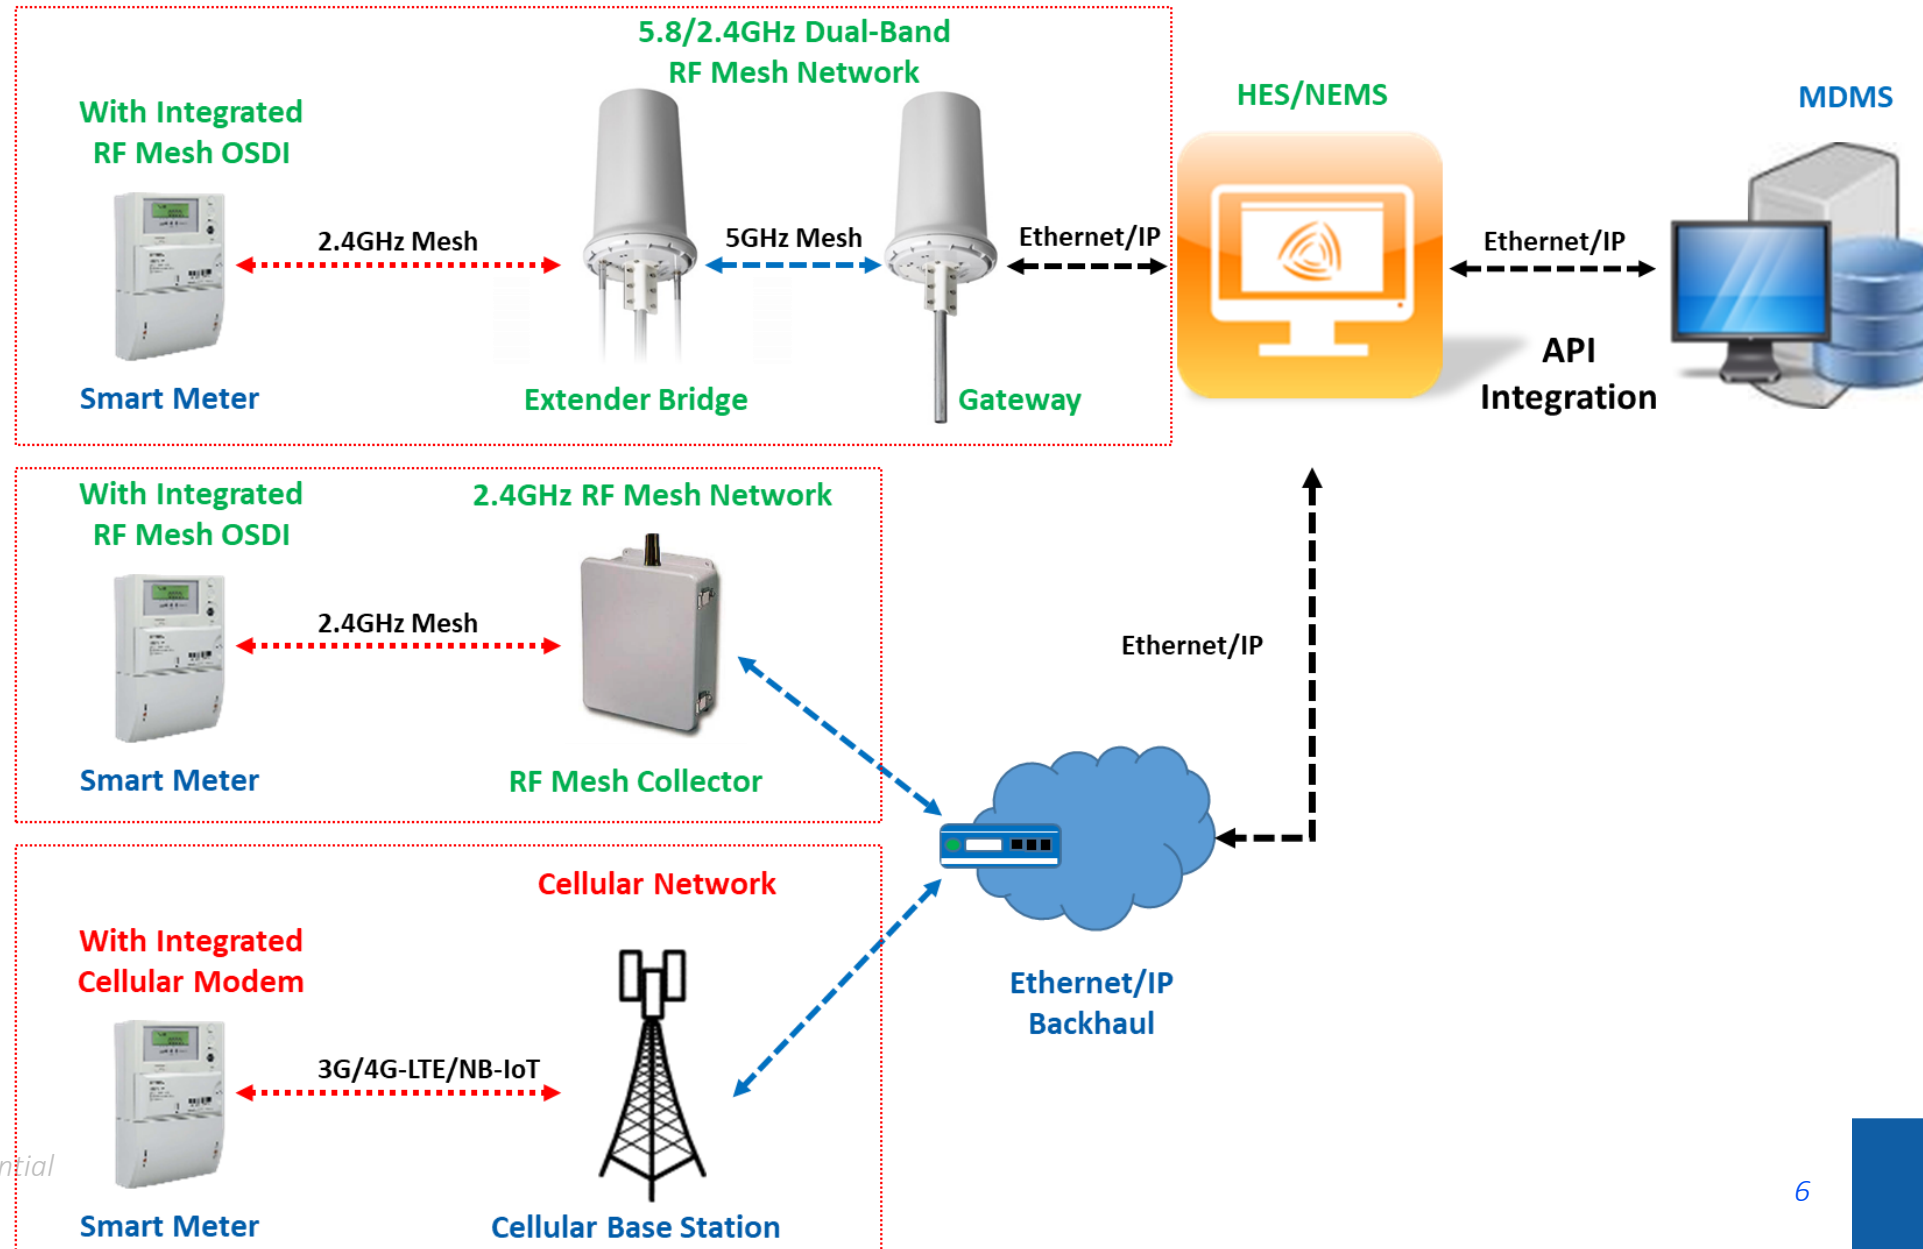 5.8/2.4GHz Dual-Band
RF Mesh Network
With Integrated
RF Mesh OSDI
HES/NEMS
MDMS
2.4GHz Mesh
5GHz Mesh
Ethernet/IP
Ethernet/IP
API
Integration
Smart Meter
Extender Bridge
Gateway
With Integrated
RF Mesh OSDI
2.4GHz RF Mesh Network
2.4GHz Mesh
Ethernet/IP
Smart Meter
RF Mesh Collector
Cellular Network
With Integrated
Cellular Modem
Ethernet/IP
Backhaul
3G/4G-LTE/NB-IoT
ntial
6
Smart Meter
Cellular Base Station